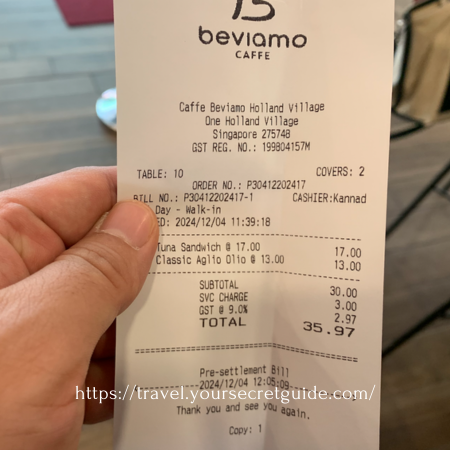 B
beviamo
CAFFE
Caffe Beviamo Holland Village
One Holland Village
Singapore 275748
GST REG. NO.: 199804157M
TABLE: 10 COVERS: 2
ORDER NO.: P30412202417
BILL NO.: P30412202417-1 CASHIER:Kannad
Day - Walk-in
ED: 2024/12/04 11:39:18
Tuna Sandwich @ 17.00 17.00
Classic Aglio Olio @ 13.00 13.00
SUBTOTAL 30.00
SVC CHARGE 3.00
GST @ 9.0% 2.97
TOTAL 35.97
Pre-settlement Bill
2024/12/04 12:05:09
https://travel.yoursecretguide.com/
Thank you and see you again.
Copy: 1